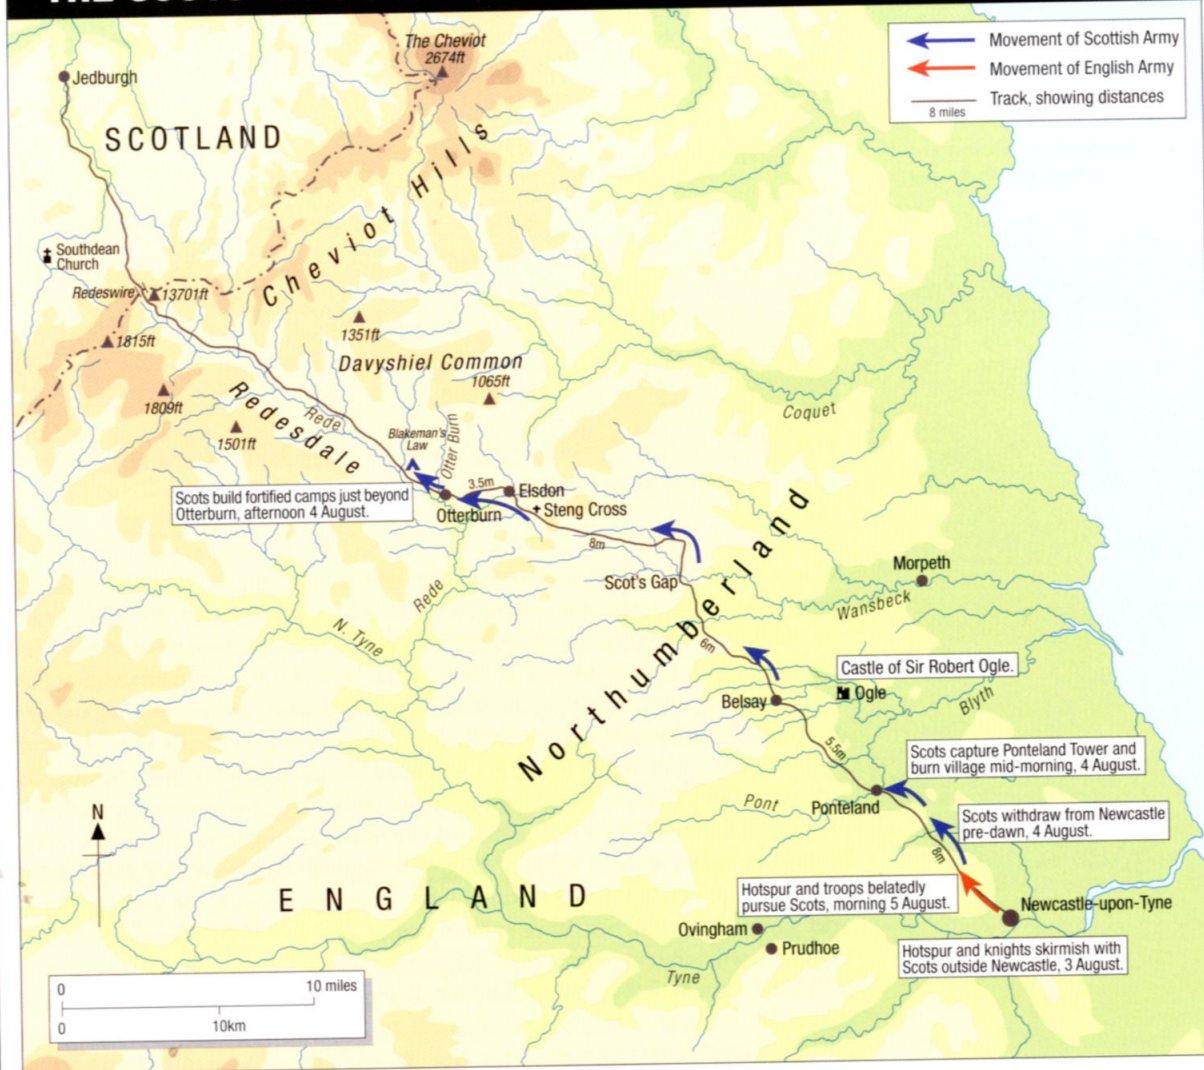 Movement of Scottish Army
Movement of English Army
Track, showing distances
8 miles
The Cheviot
2674ft
Jedburgh
SCOTLAND
Cheviot Hills
Southdean
Church
Redeswire
13701ft
1815ft
1351ft
Davyshiel Common
1065ft
1809ft
1501ft
Redesdale
Rede
Coquet
Blakeman's
Law
Otter Burn
3.5m
Elsdon
Steng Cross
Otterburn
Scots build fortified camps just beyond
Otterburn, afternoon 4 August.
8m
Scot's Gap
Morpeth
Wansbeck
Rede
N. Tyne
Northumberland
6m
Castle of Sir Robert Ogle.
Ogle
Belsay
Blyth
5.5m
Scots capture Ponteland Tower and
burn village mid-morning, 4 August.
Pont
Ponteland
Scots withdraw from Newcastle
pre-dawn, 4 August.
8m
N
ENGLAND
Hotspur and troops belatedly
pursue Scots, morning 5 August.
Newcastle-upon-Tyne
Ovingham
Prudhoe
Hotspur and knights skirmish with
Scots outside Newcastle, 3 August.
Tyne
0
10 miles
0
10km